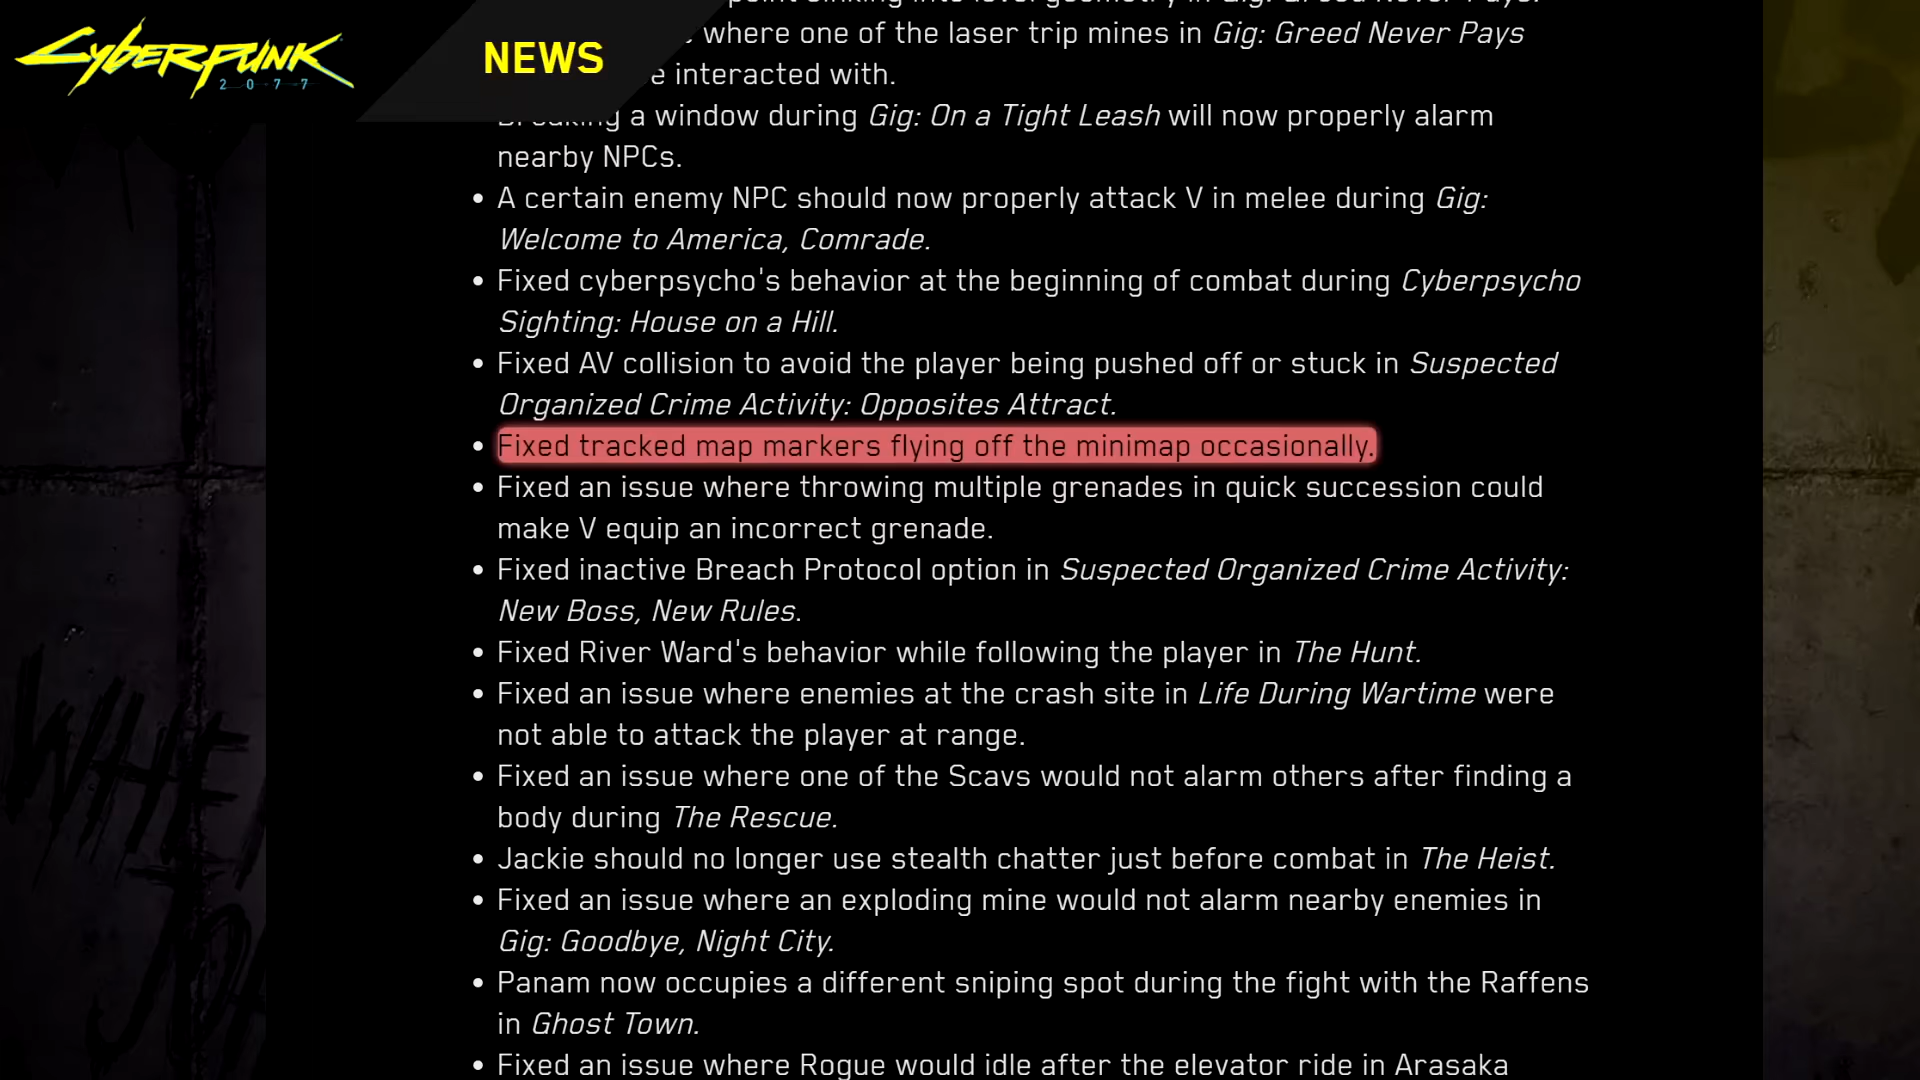 CYBERPUNK
2077
NEWS
where one of the laser trip mines in Gig: Greed Never Pays
e interacted with.
Breaking a window during Gig: On a Tight Leash will now properly alarm
nearby NPCs.
• A certain enemy NPC should now properly attack V in melee during Gig:
Welcome to America, Comrade.
• Fixed cyberpsycho's behavior at the beginning of combat during Cyberpsycho
Sighting: House on a Hill.
• Fixed AV collision to avoid the player being pushed off or stuck in Suspected
Organized Crime Activity: Opposites Attract.
• Fixed tracked map markers flying off the minimap occasionally.
• Fixed an issue where throwing multiple grenades in quick succession could
make V equip an incorrect grenade.
• Fixed inactive Breach Protocol option in Suspected Organized Crime Activity:
New Boss, New Rules.
• Fixed River Ward's behavior while following the player in The Hunt.
• Fixed an issue where enemies at the crash site in Life During Wartime were
not able to attack the player at range.
• Fixed an issue where one of the Scavs would not alarm others after finding a
body during The Rescue.
• Jackie should no longer use stealth chatter just before combat in The Heist.
• Fixed an issue where an exploding mine would not alarm nearby enemies in
Gig: Goodbye, Night City.
• Panam now occupies a different sniping spot during the fight with the Raffens
in Ghost Town.
• Fixed an issue where Rogue would idle after the elevator ride in Arasaka